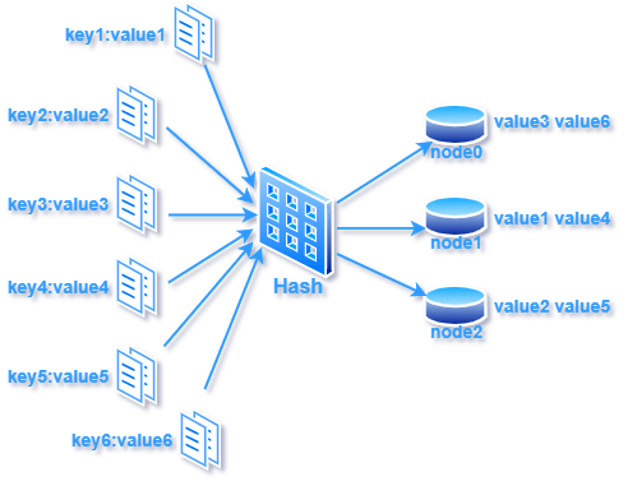 key1:value1
key2:value2
key3:value3
key4:value4
key5:value5
key6:value6
Hash
value3 value6
node0
value1 value4
node1
value2 value5
node2